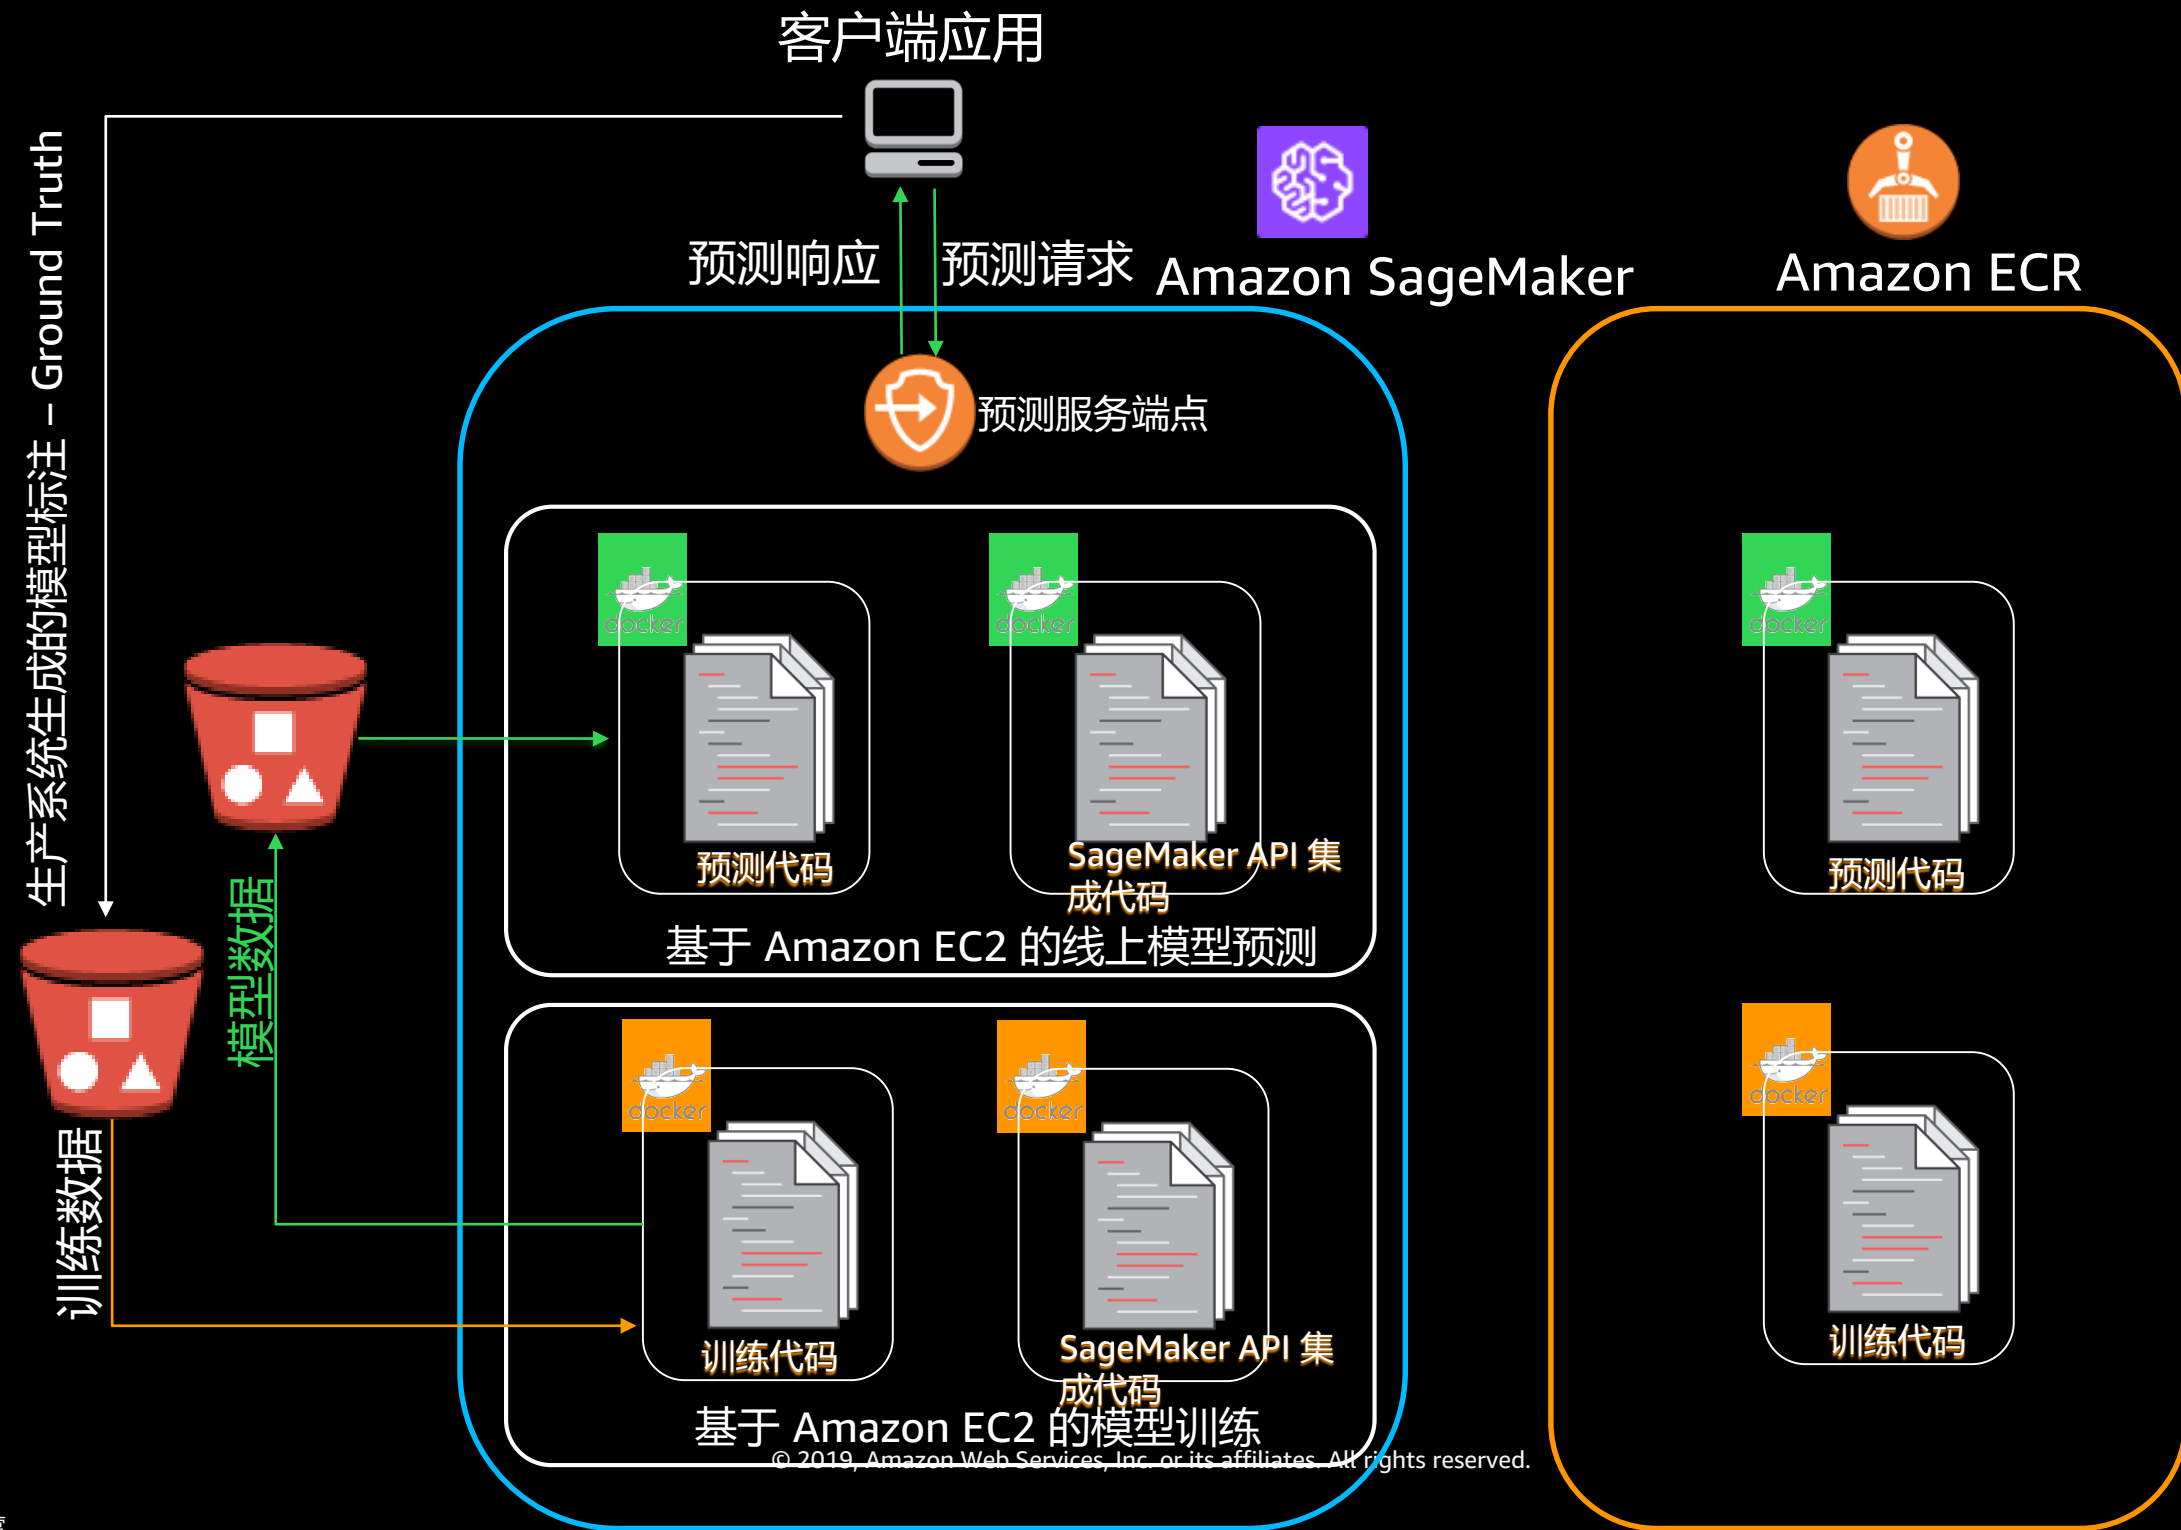 客户端应用
生产系统生成的模型标注 – Ground Truth
预测响应
预测请求
Amazon SageMaker
Amazon ECR
预测服务端点
docker
docker
docker
预测代码
SageMaker API 集
成代码
预测代码
基于 Amazon EC2 的线上模型预测
模型数据
训练数据
docker
docker
docker
训练代码
SageMaker API 集
成代码
训练代码
基于 Amazon EC2 的模型训练
© 2019, Amazon Web Services, Inc. or its affiliates. All rights reserved.